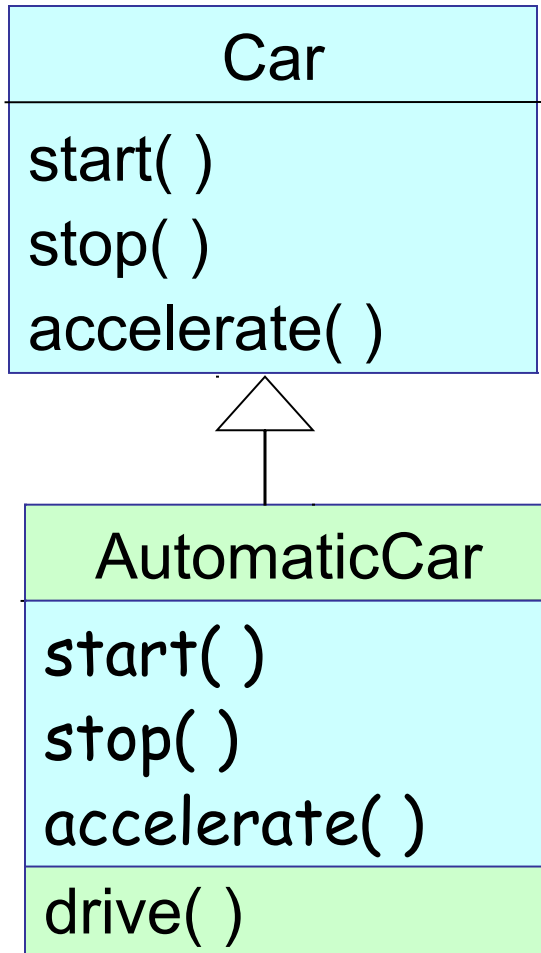 Car
start( )
stop( )
accelerate( )
AutomaticCar
start( )
stop( )
accelerate( )
drive( )